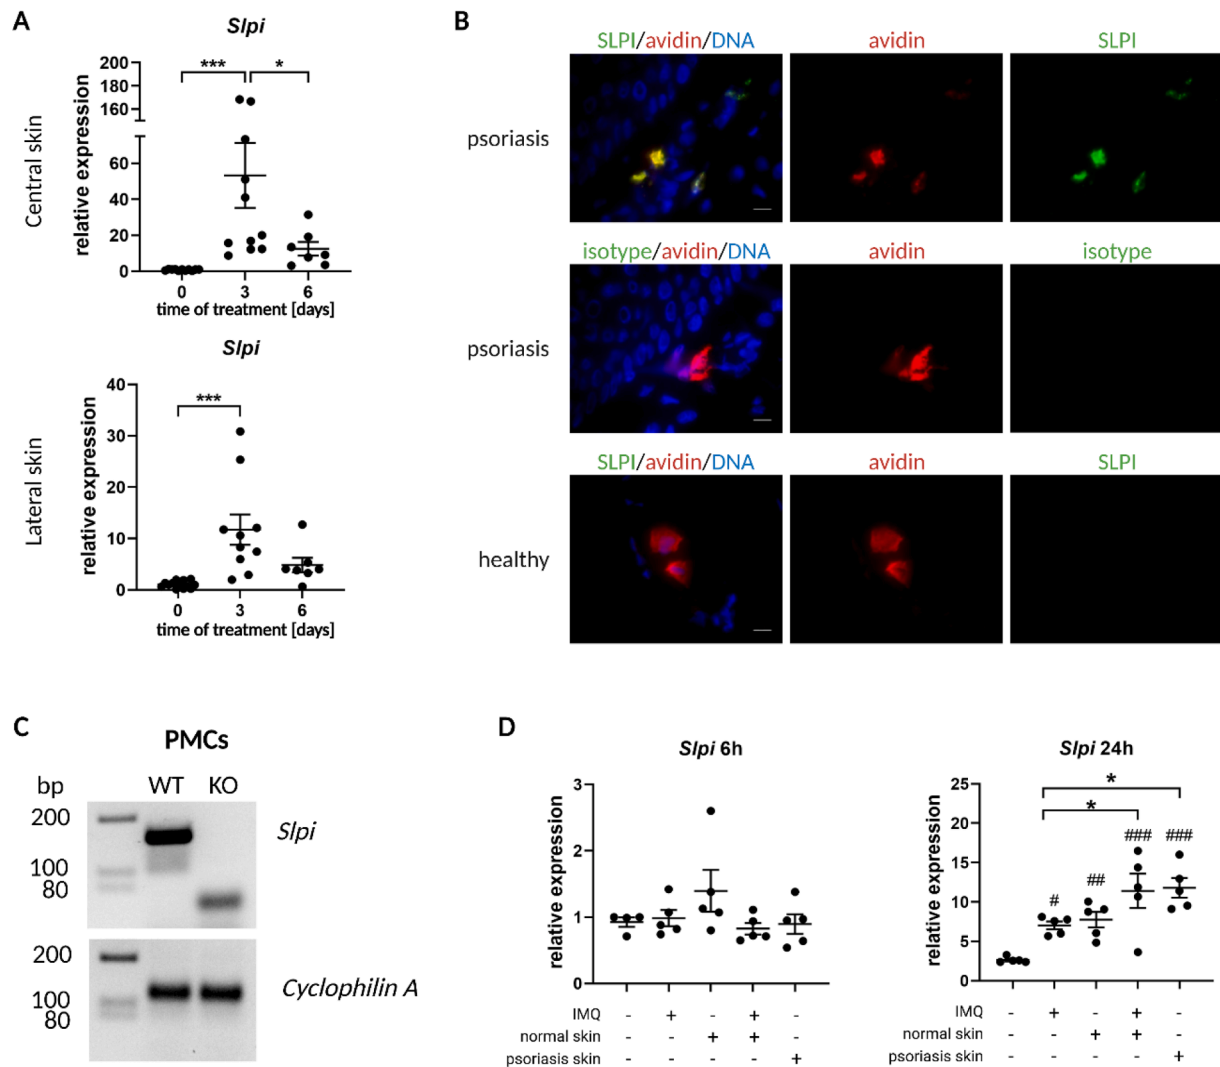 A
Slpi
Central skin
relative expression
200
180
160
60
40
20
0
***
*
0 3 6
time of treatment [days]
Slpi
Lateral skin
relative expression
40
30
20
10
0
***
0 3 6
time of treatment [days]
B
SLPI/avidin/DNA avidin SLPI
psoriasis
isotype/avidin/DNA avidin isotype
psoriasis
SLPI/avidin/DNA avidin SLPI
healthy
C
PMCs
bp WT KO
200
100
80
Slpi
200
100
80
Cyclophilin A
D
Slpi 6h
relative expression
3
2
1
0
IMQ - + - + -
normal skin - - + + -
psoriasis skin - - - - +
Slpi 24h
relative expression
25
20
15
10
5
0
*
*
# ## ### ###
IMQ - + - + -
normal skin - - + + -
psoriasis skin - - - - +